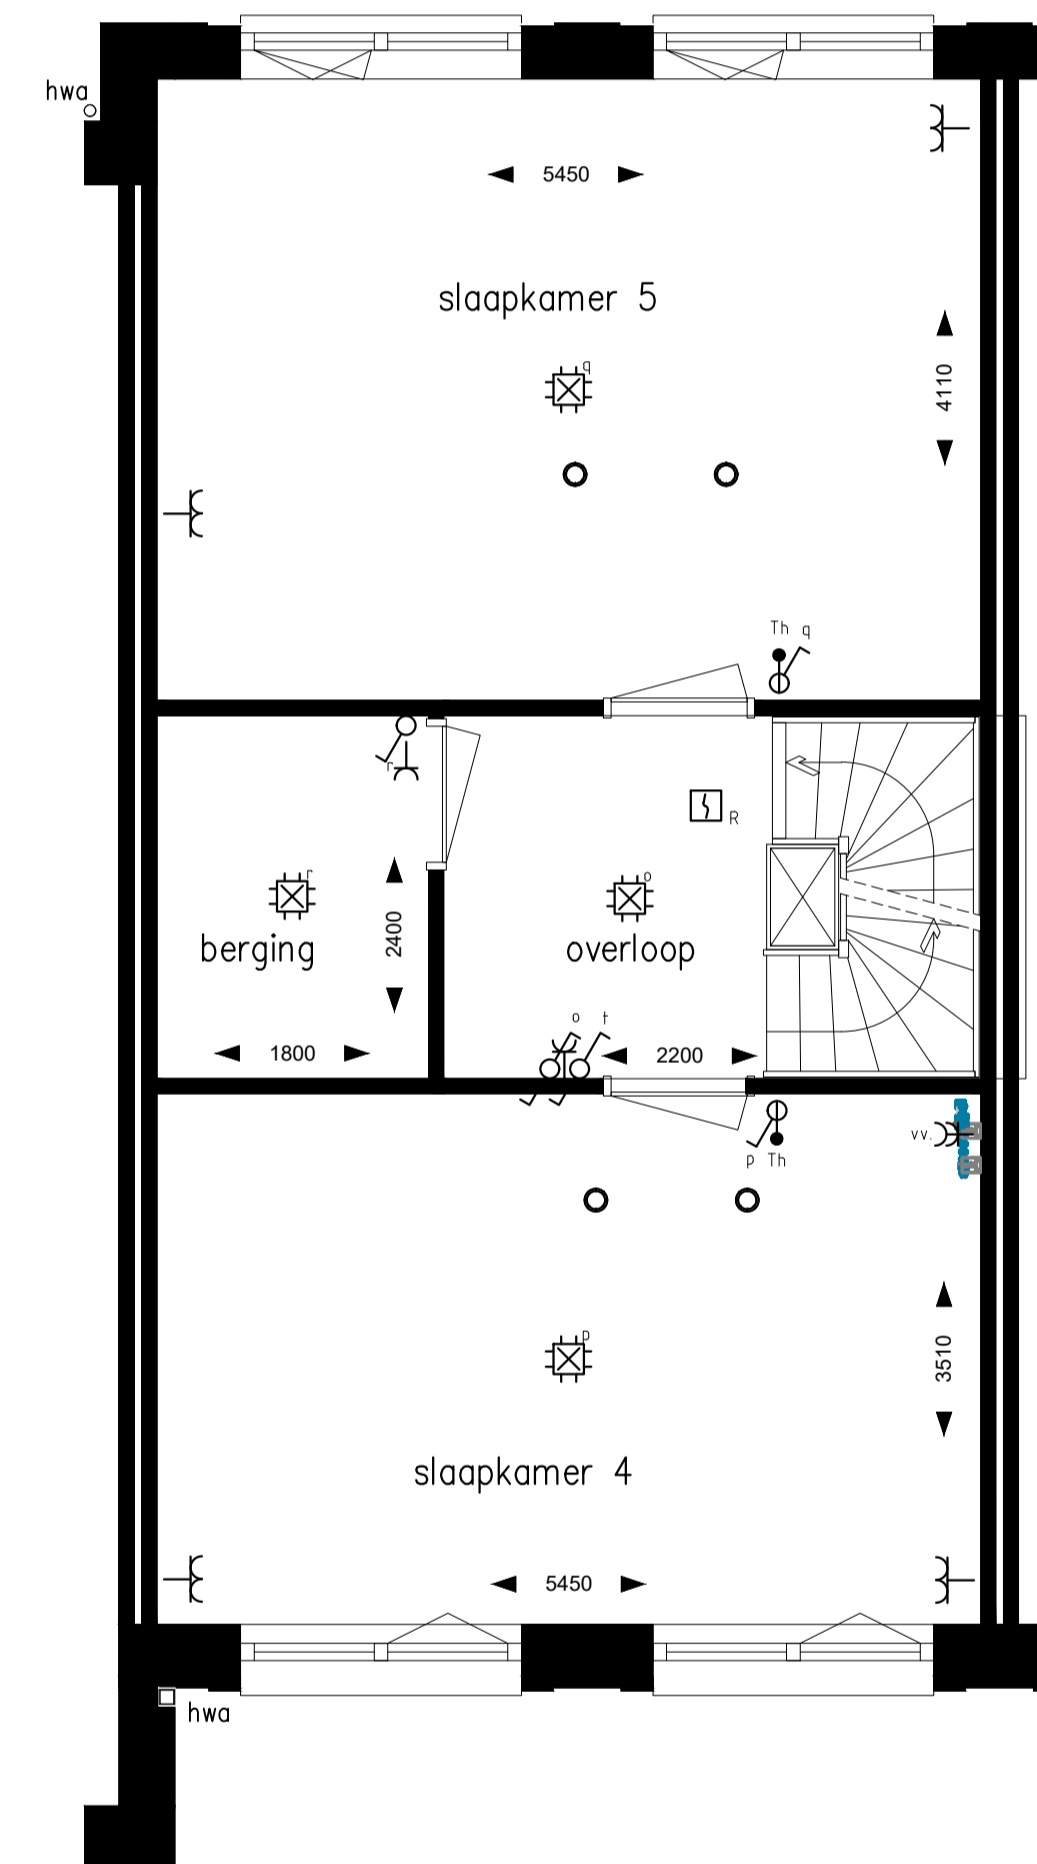 hwa
5450
slaapkamer 5
q
4110
Th q
r
R
r
o
2400
berging
overloop
o t
1800
2200
vv.
p Th
3510
p
slaapkamer 4
5450
hwa